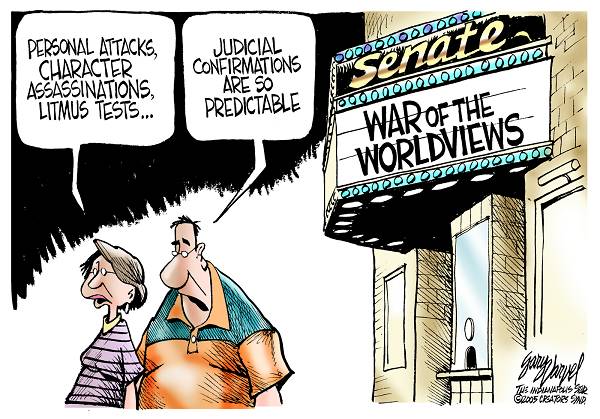 PERSONAL ATTACKS,
CHARACTER
ASSASSINATIONS,
LITMUS TESTS...
JUDICIAL
CONFIRMATIONS
ARE SO
PREDICTABLE
Senate
WAR OF THE
WORLDVIEWS
Gary Varvel
THE INDIANAPOLIS STAR
©2005 CREATORS SYND.